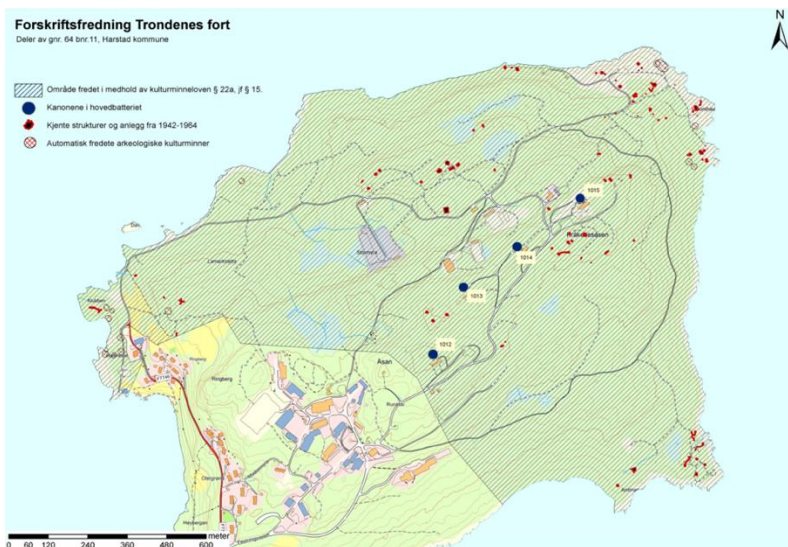 Forskriftsfredning Trondenes fort
Deler av gnr. 64 bnr.11, Harstad kommune
N
Område fredet i medhold av kulturminneloven § 22a, jf § 15.
Kanonene i hovedbatteriet
Kjente strukturer og anlegg fra 1942-1964
Automatisk fredete arkeologiske kulturminner
1015
1014
1013
1012
Klubben
Åsan
Ringberg
Ringberg
0 60 120 240 360 480 600
meter